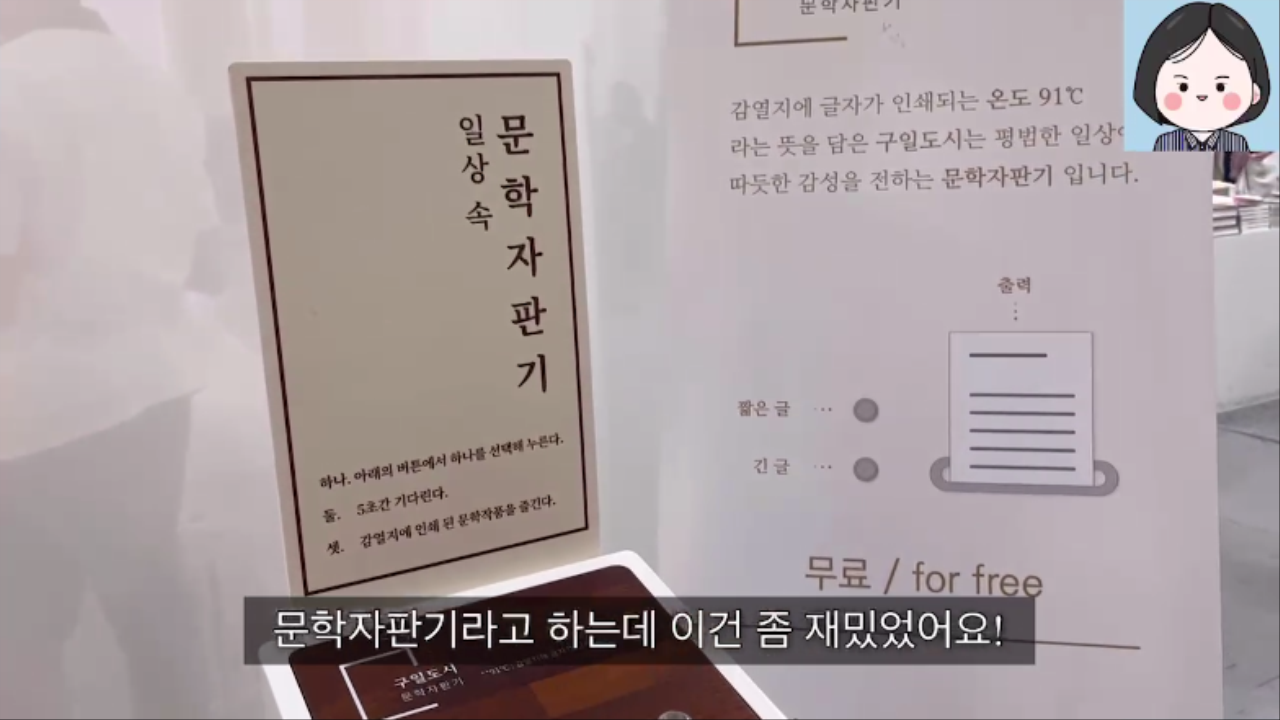 문학자판기
일상 속
하나. 아래의 버튼에서 하나를 선택해 누른다.
둘. 5초간 기다린다.
셋. 감열지에 인쇄 된 문학작품을 즐긴다.
문학자판기
감열지에 글자가 인쇄되는 온도 91℃
라는 뜻을 담은 구일도시는 평범한 일상
따듯한 감성을 전하는 문학자판기 입니다.
출력
짧은 글
긴 글
무료 / for free
문학자판기라고 하는데 이건 좀 재밌었어요!
구일도시
문학자판기